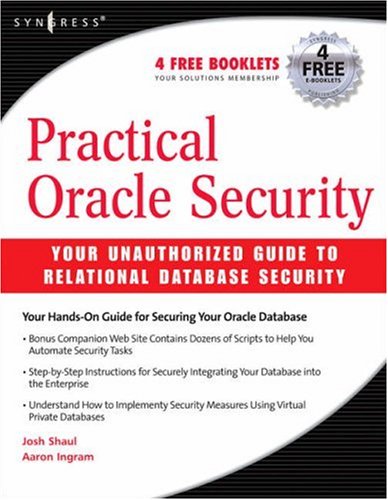 SYNGRESS®
4 FREE BOOKLETS
YOUR SOLUTIONS MEMBERSHIP
4
FREE
E-BOOKLETS
Practical
Oracle Security
YOUR UNAUTHORIZED GUIDE TO
RELATIONAL DATABASE SECURITY
Your Hands-On Guide for Securing Your Oracle Database
• Bonus Companion Web Site Contains Dozens of Scripts to Help You
Automate Security Tasks
• Step-by-Step Instructions for Securely Integrating Your Database into
the Enterprise
• Understand How to Implementy Security Measures Using Virtual
Private Databases
Josh Shaul
Aaron Ingram